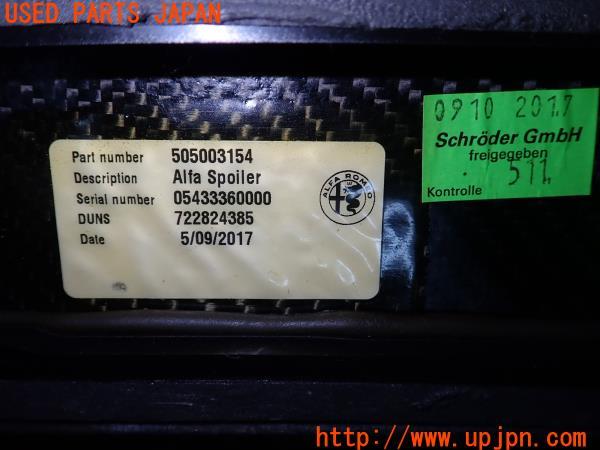 USED PARTS JAPAN
Part number 505003154
Description Alfa Spoiler
Serial number 05433360000
DUNS 722824385
Date 5/09/2017
ALFA ROMEO
0910 2017
Schröder GmbH
freigegeben
511
Kontrolle
http://www.upjpn.com/